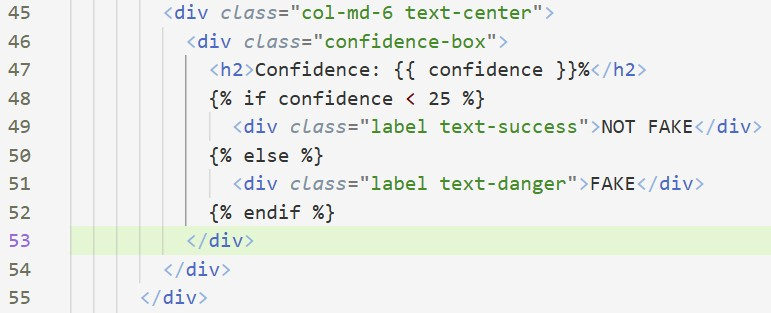 45 <div class="col-md-6 text-center">
46 <div class="confidence-box">
47 <h2>Confidence: {{ confidence }}%</h2>
48 {% if confidence < 25 %}
49 <div class="label text-success">NOT FAKE</div>
50 {% else %}
51 <div class="label text-danger">FAKE</div>
52 {% endif %}
53 </div>
54 </div>
55 </div>